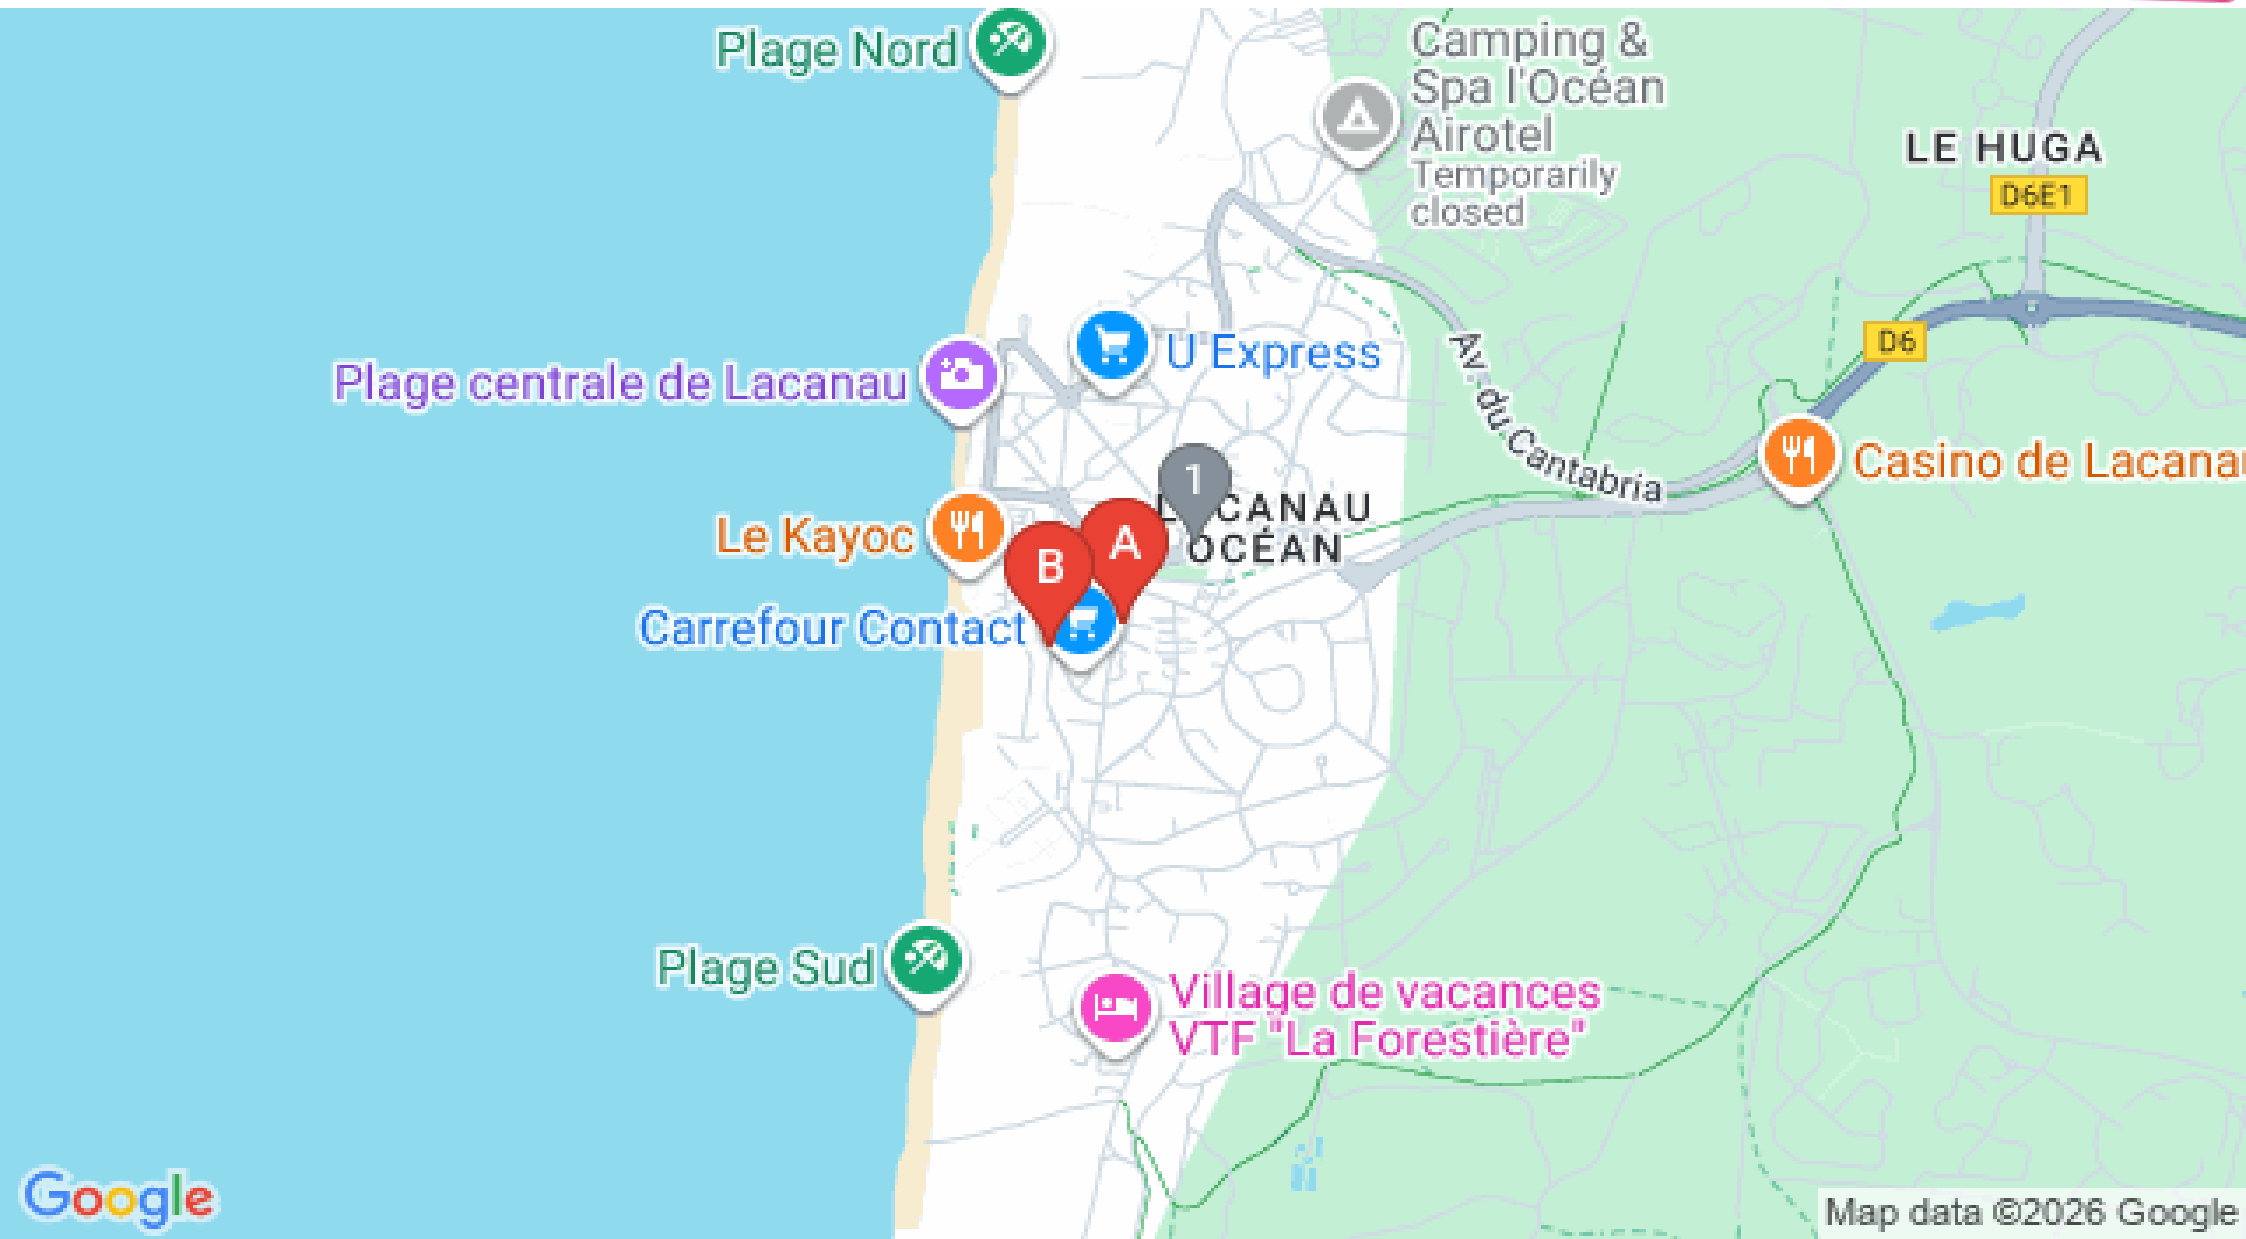 Plage Nord
Camping &
Spa l'Océan
Airotel
Temporarily
closed
LE HUGA
D6E1
D6
U Express
Plage centrale de Lacanau
Av. du Cantabria
Casino de Lacanau
1
LACANAU
OCÉAN
Le Kayoc
A
B
Carrefour Contact
Plage Sud
Village de vacances
VTF "La Forestière"
Google
Map data ©2026 Google